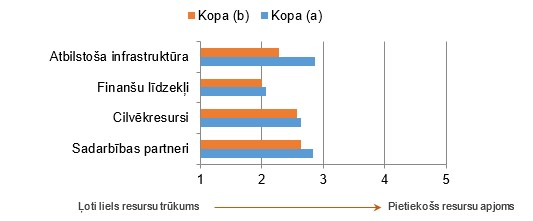 Kopa (b) Kopa (a)
Atbilstoša infrastruktūra
Finanšu līdzekļi
Cilvēkresursi
Sadarbības partneri
1 2 3 4 5
Ļoti liels resursu trūkums Pietiekošs resursu apjoms